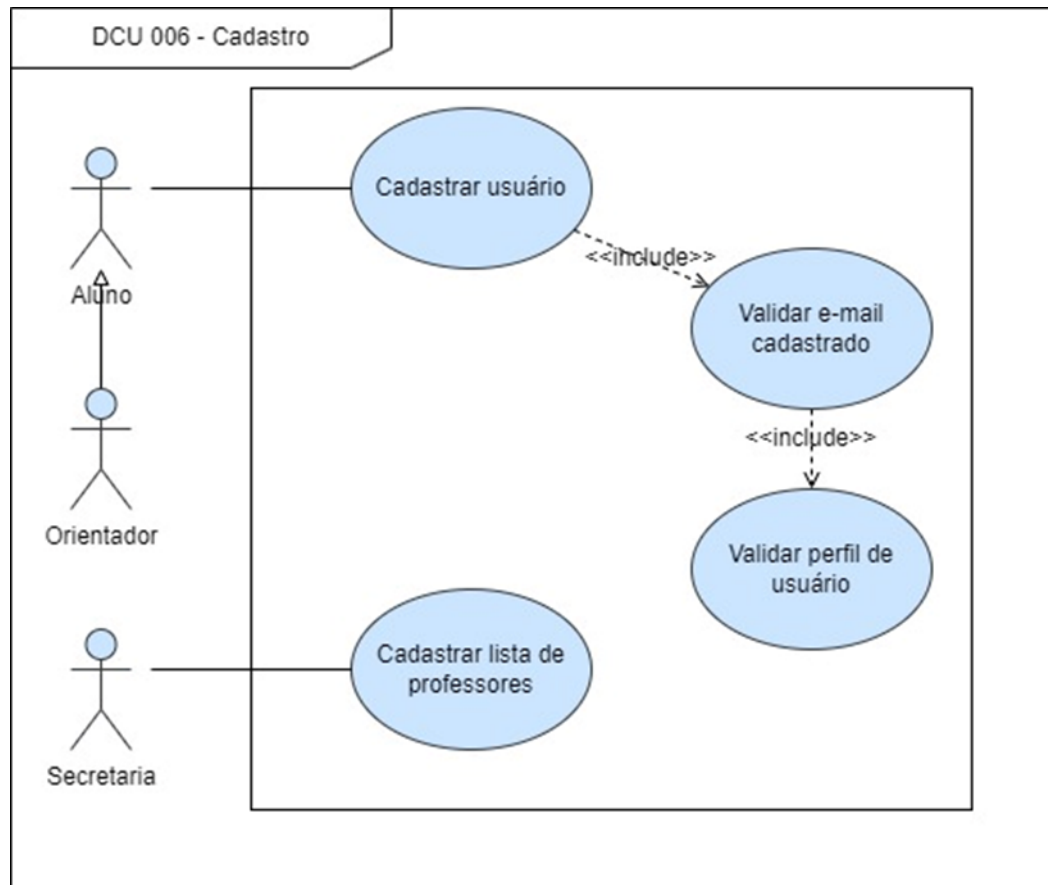 DCU 006 - Cadastro
Cadastrar usuário
<<include>>
Aluno
Validar e-mail
cadastrado
<<include>>
Orientador
Validar perfil de
usuário
Cadastrar lista de
professores
Secretaria